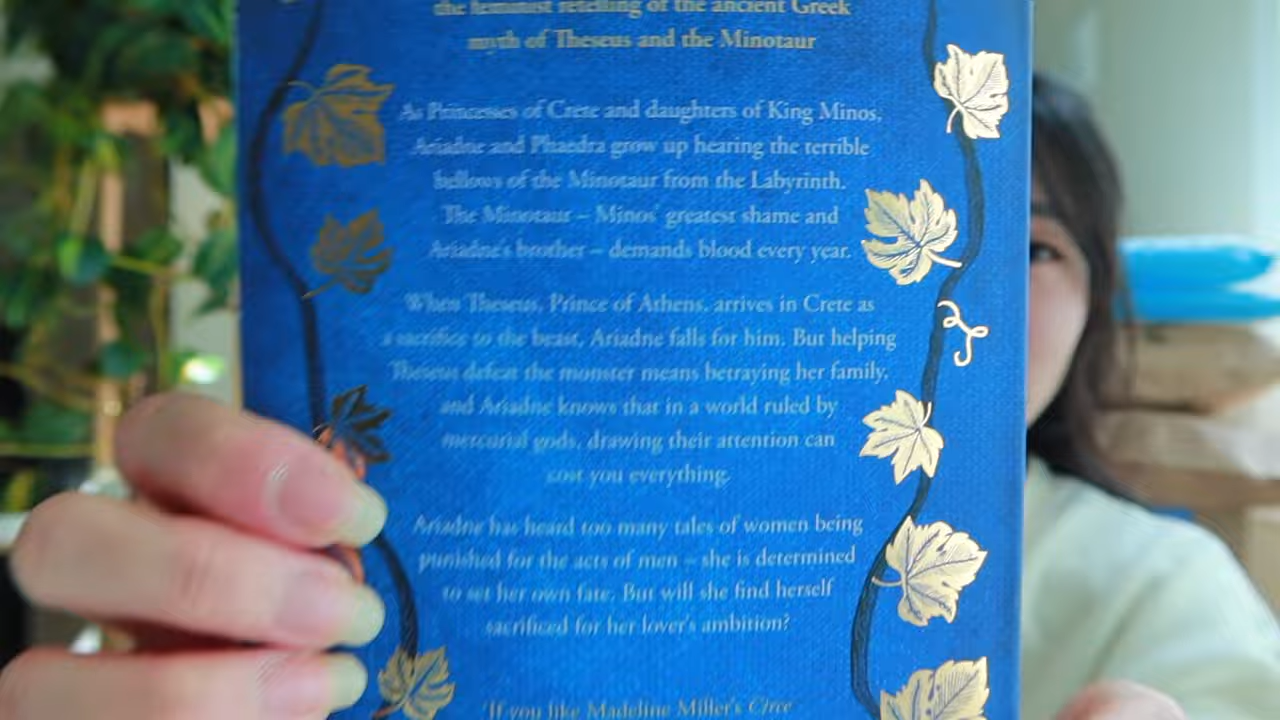 the feminist retelling of the ancient Greek
myth of Theseus and the Minotaur
As Princesses of Crete and daughters of King Minos,
Ariadne and Phaedra grow up hearing the terrible
bellows of the Minotaur from the Labyrinth.
The Minotaur – Minos' greatest shame and
Ariadne's brother – demands blood every year.
When Theseus, Prince of Athens, arrives in Crete as
a sacrifice to the beast, Ariadne falls for him. But helping
Theseus defeat the monster means betraying her family,
and Ariadne knows that in a world ruled by
mercurial gods, drawing their attention can
cost you everything.
Ariadne has heard too many tales of women being
punished for the acts of men – she is determined
to set her own fate. But will she find herself
sacrificed for her lover's ambition?
'If you like Madeline Miller's Circe